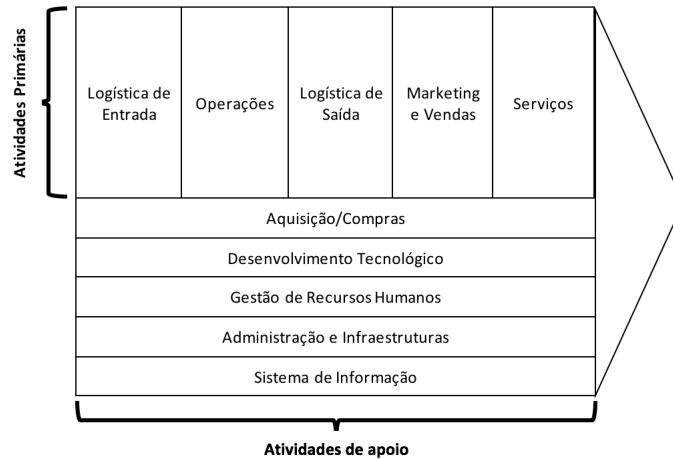 Atividades Primárias
Logística de
Entrada
Operações
Logística de
Saída
Marketing
e Vendas
Serviços
Aquisição/Compras
Desenvolvimento Tecnológico
Gestão de Recursos Humanos
Administração e Infraestruturas
Sistema de Informação
Atividades de apoio